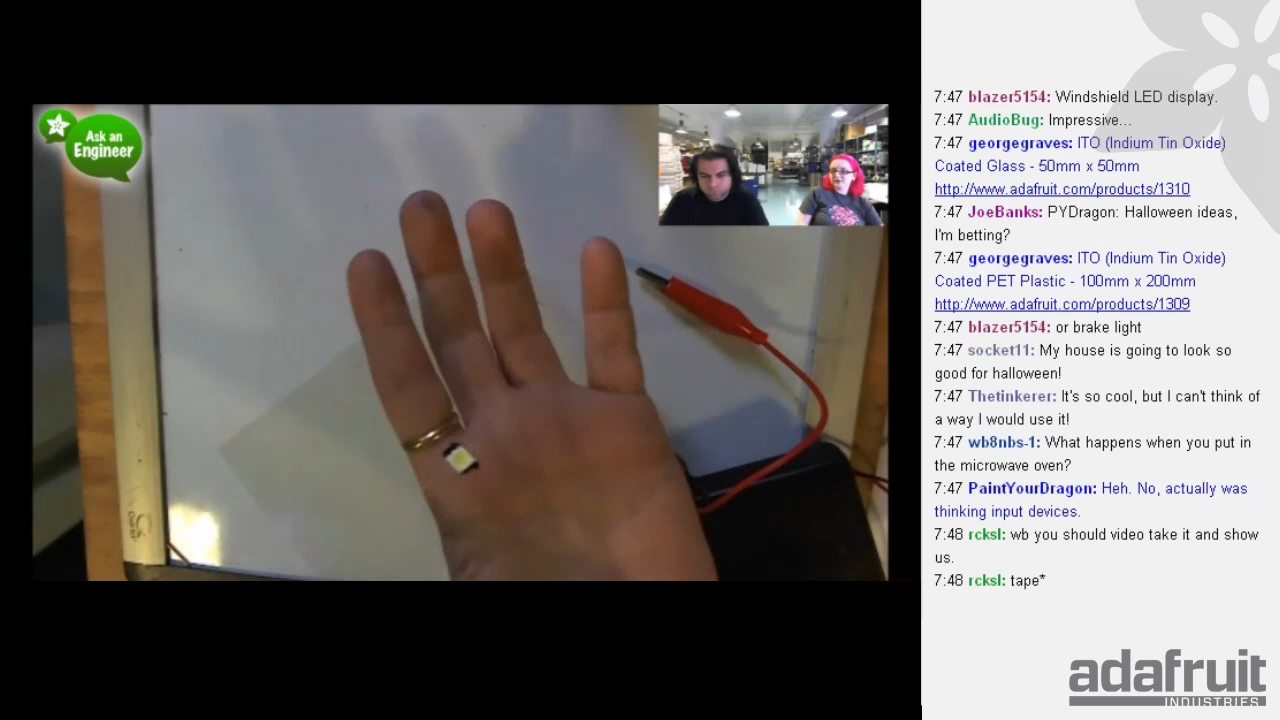 Ask an
Engineer
7:47 blazer5154: Windshield LED display.
7:47 AudioBug: Impressive...
7:47 georgegraves: ITO (Indium Tin Oxide)
Coated Glass - 50mm x 50mm
http://www.adafruit.com/products/1310
7:47 JoeBanks: PYDragon: Halloween ideas,
I'm betting?
7:47 georgegraves: ITO (Indium Tin Oxide)
Coated PET Plastic - 100mm x 200mm
http://www.adafruit.com/products/1309
7:47 blazer5154: or brake light
7:47 socket11: My house is going to look so
good for halloween!
7:47 Thetinkerer: It's so cool, but I can't think of
a way I would use it!
7:47 wb8nbs-1: What happens when you put in
the microwave oven?
7:47 PaintYourDragon: Heh. No, actually was
thinking input devices.
7:48 rcksl: wb you should video take it and show
us.
7:48 rcksl: tape*
adafruit
INDUSTRIES